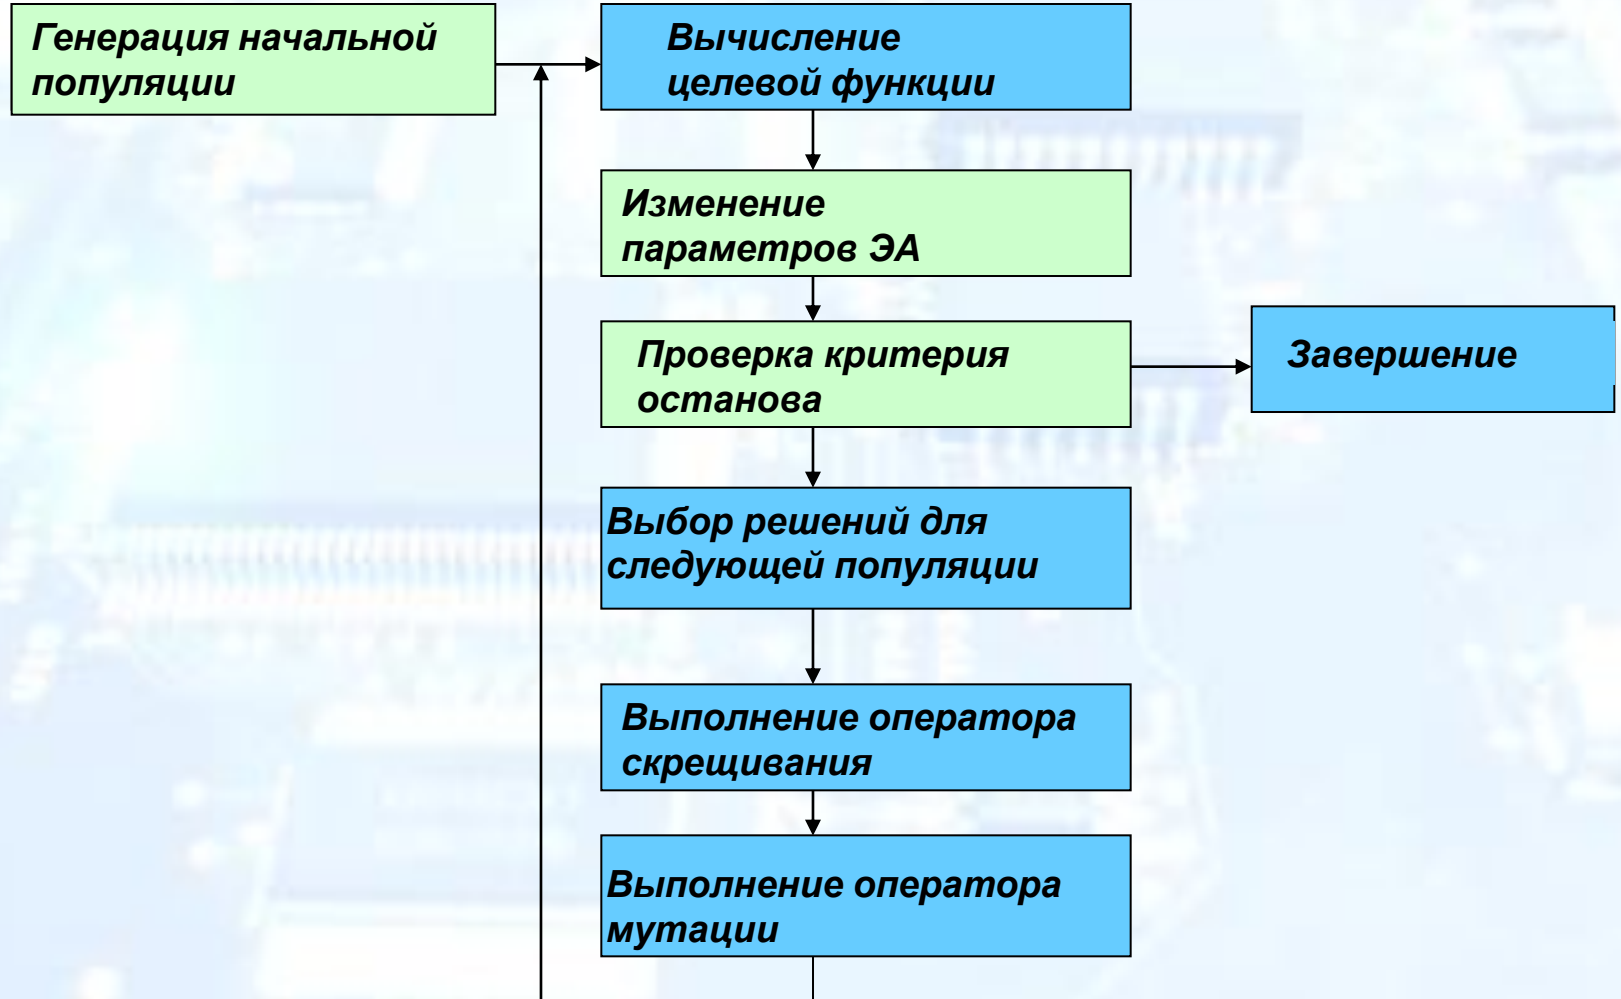 Генерация начальной
популяции
Вычисление
целевой функции
Изменение
параметров ЭА
Проверка критерия
останова
Завершение
Выбор решений для
следующей популяции
Выполнение оператора
скрещивания
Выполнение оператора
мутации